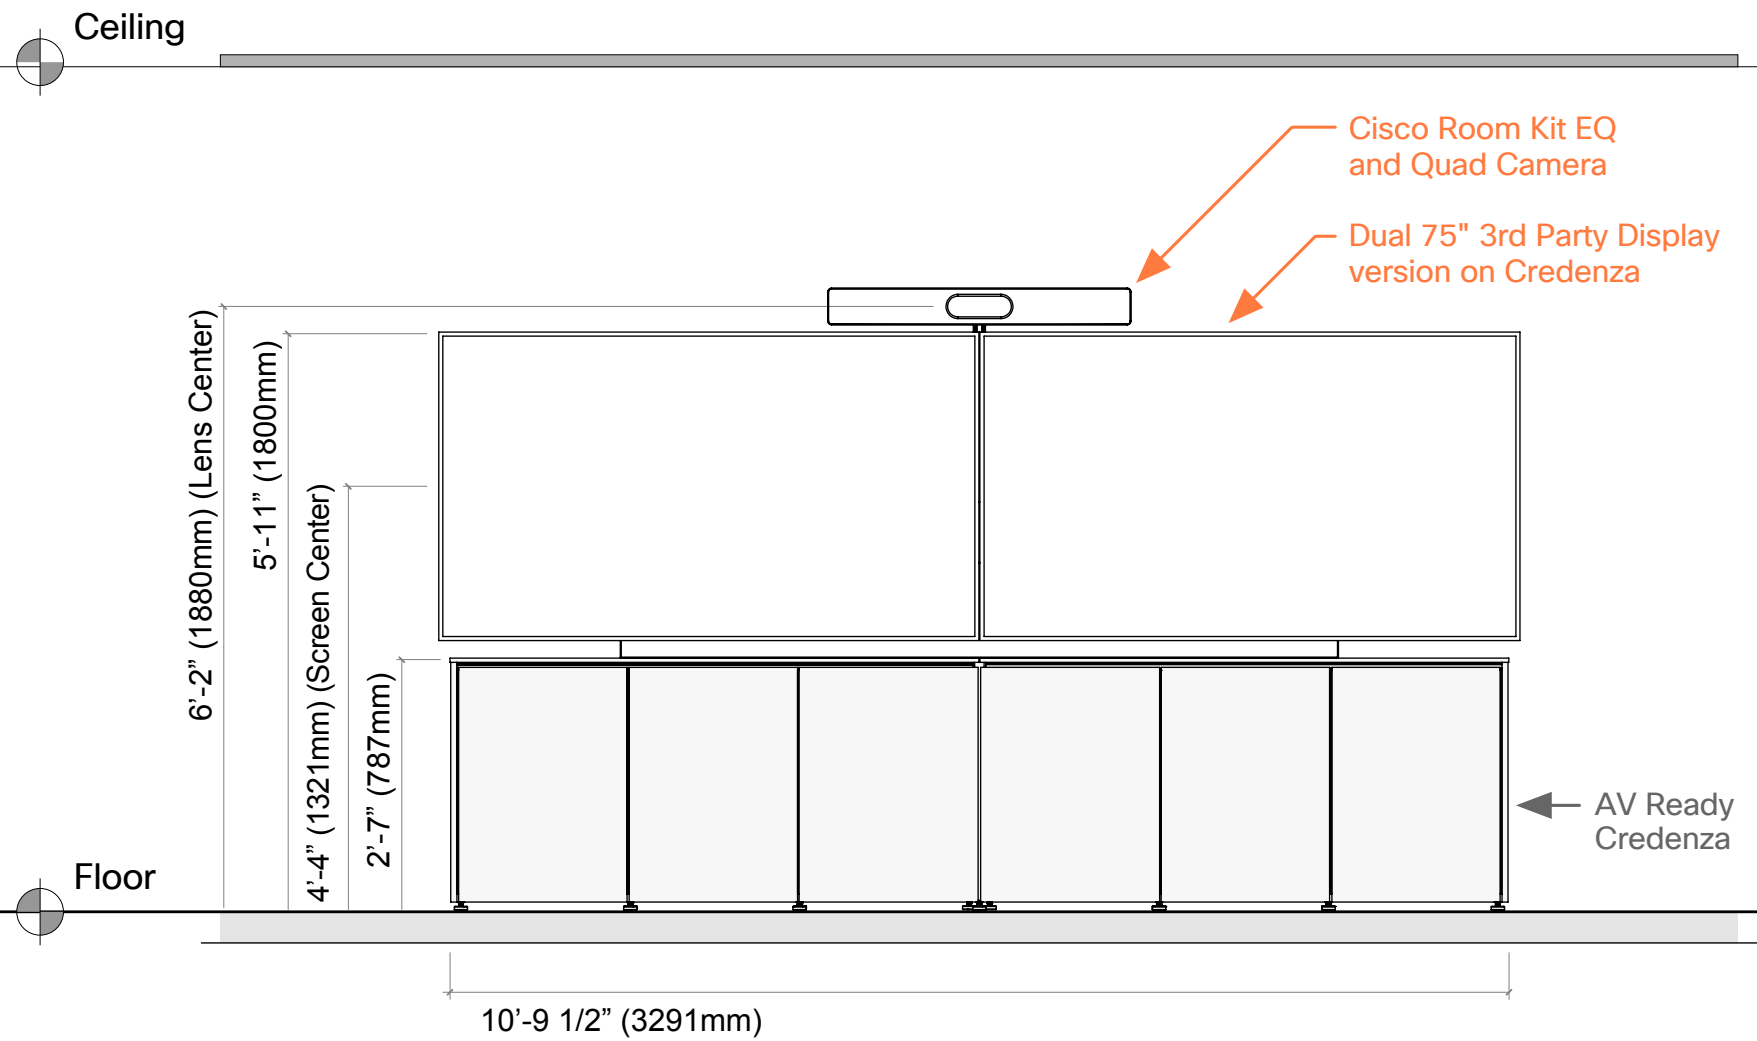 Ceiling
Cisco Room Kit EQ
and Quad Camera
Dual 75" 3rd Party Display
version on Credenza
6’-2” (1880mm) (Lens Center)
5’-11” (1800mm)
4’-4” (1321mm) (Screen Center)
2’-7” (787mm)
AV Ready
Credenza
Floor
10’-9 1/2” (3291mm)